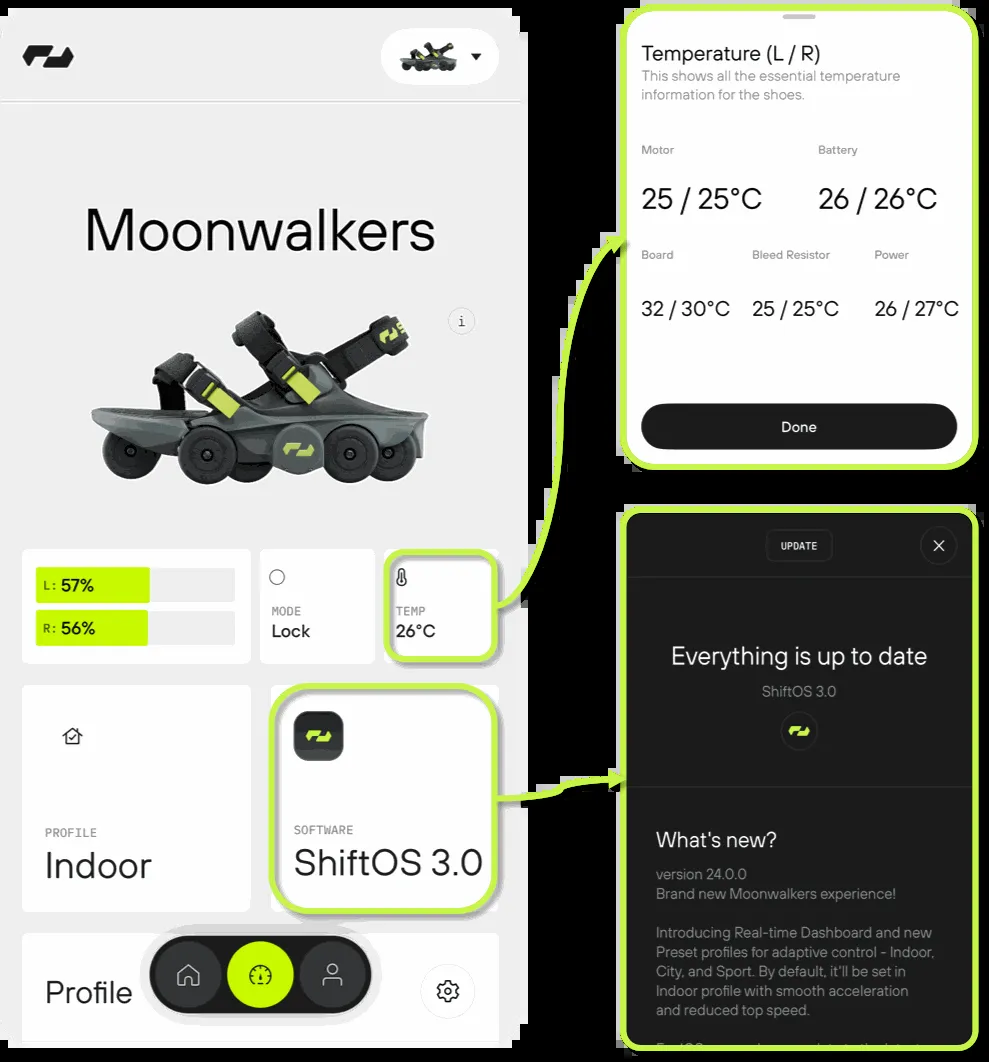 Moonwalkers
i
L: 57%
R: 56%
MODE
Lock
TEMP
26°C
PROFILE
Indoor
SOFTWARE
ShiftOS 3.0
Profile
Temperature (L / R)
This shows all the essential temperature
information for the shoes.
Motor
Battery
25 / 25°C
26 / 26°C
Board
Bleed Resistor
Power
32 / 30°C
25 / 25°C
26 / 27°C
Done
UPDATE
Everything is up to date
ShiftOS 3.0
What's new?
version 24.0.0
Brand new Moonwalkers experience!
Introducing Real-time Dashboard and new
Preset profiles for adaptive control - Indoor,
City, and Sport. By default, it'll be set in
Indoor profile with smooth acceleration
and reduced top speed.